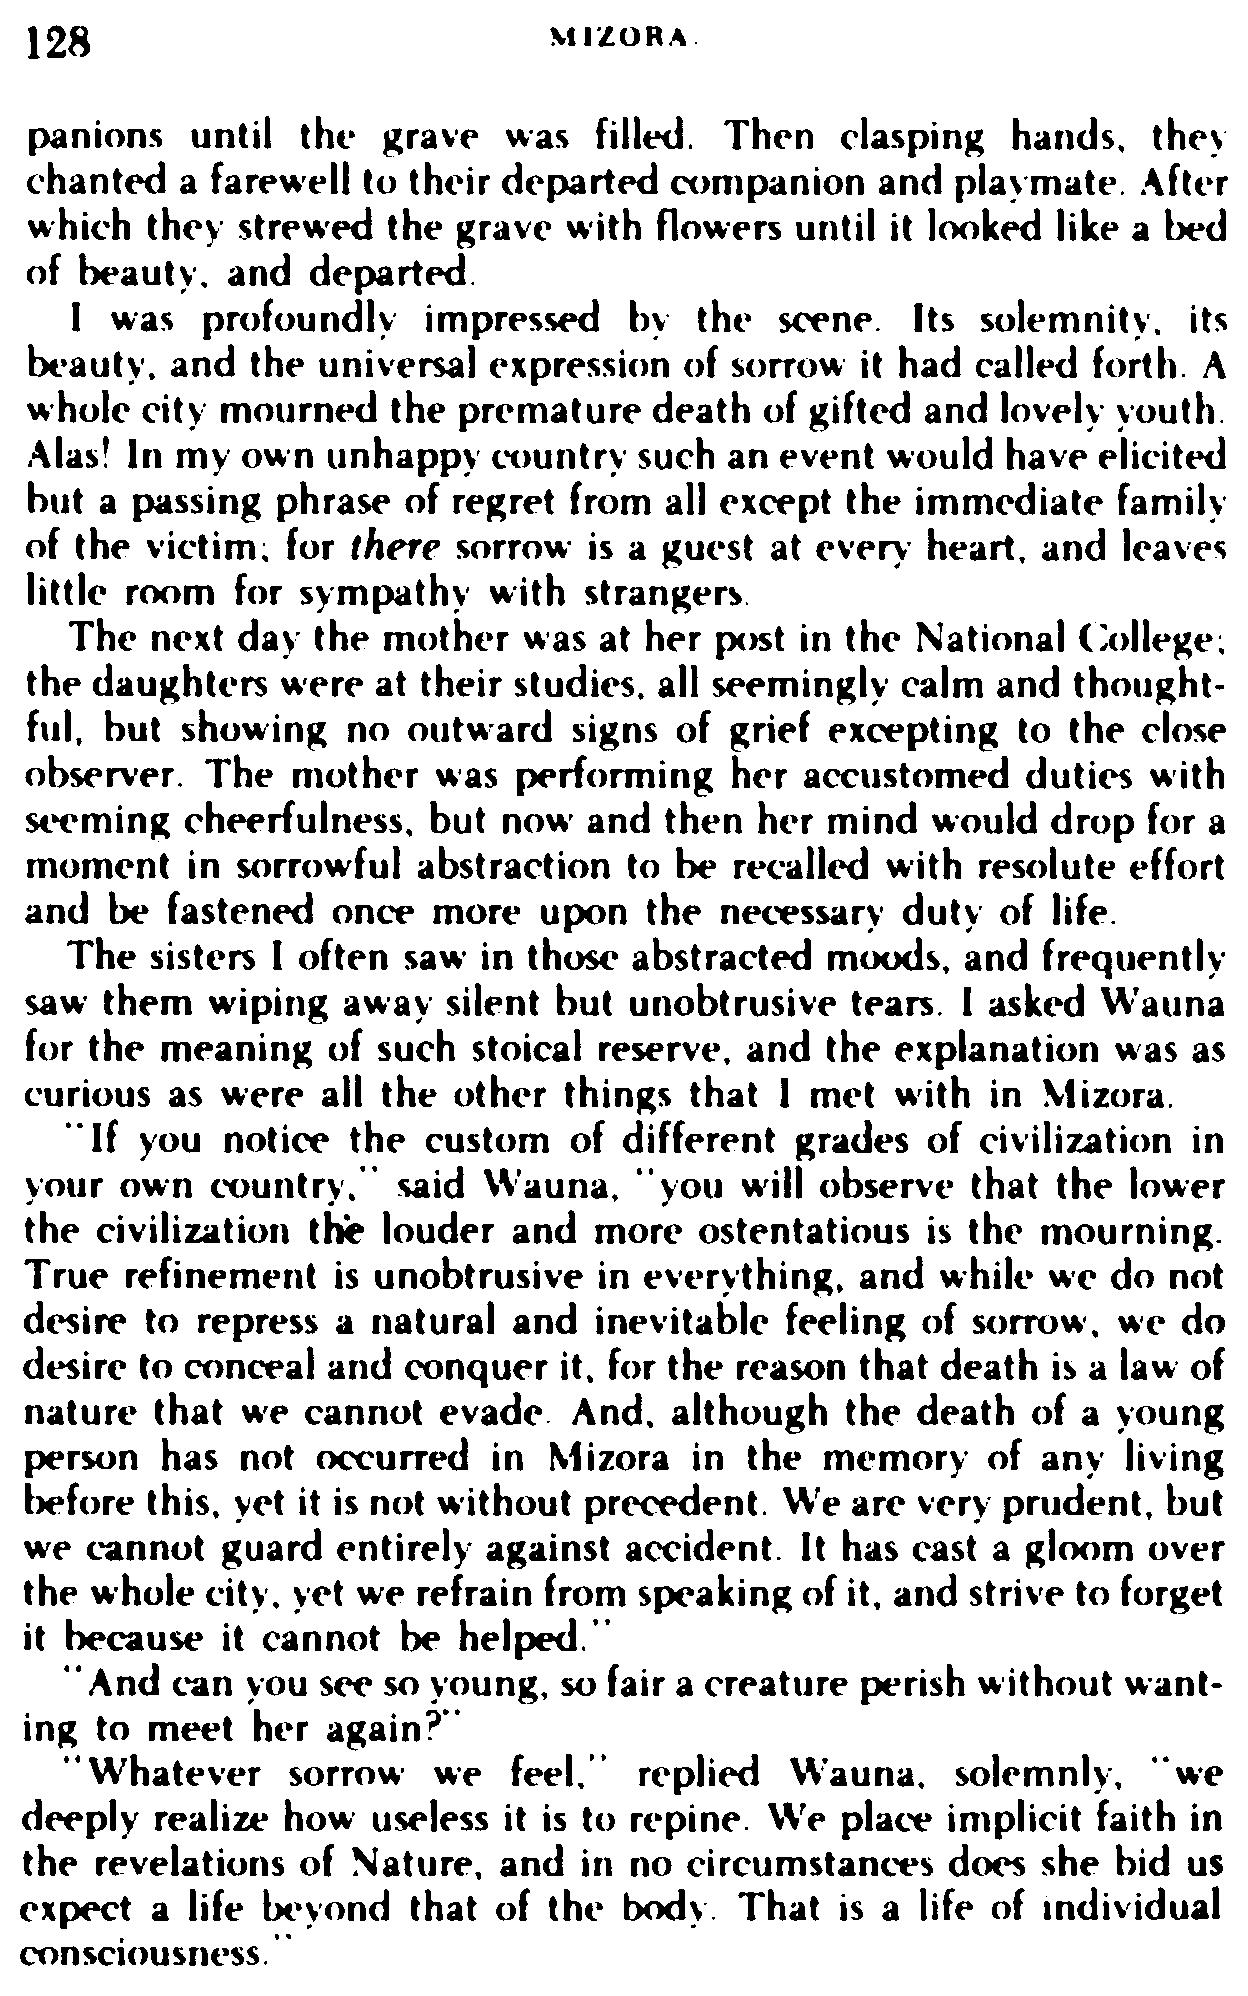 128 MIZORA.
panions until the grave was filled. Then clasping hands, they
chanted a farewell to their departed companion and playmate. After
which they strewed the grave with flowers until it looked like a bed
of beauty, and departed.
I was profoundly impressed by the scene. Its solemnity, its
beauty, and the universal expression of sorrow it had called forth. A
whole city mourned the premature death of gifted and lovely youth.
Alas! In my own unhappy country such an event would have elicited
but a passing phrase of regret from all except the immediate family
of the victim; for there sorrow is a guest at every heart, and leaves
little room for sympathy with strangers.
The next day the mother was at her post in the National College;
the daughters were at their studies, all seemingly calm and thought-
ful, but showing no outward signs of grief excepting to the close
observer. The mother was performing her accustomed duties with
seeming cheerfulness, but now and then her mind would drop for a
moment in sorrowful abstraction to be recalled with resolute effort
and be fastened once more upon the necessary duty of life.
The sisters I often saw in those abstracted moods, and frequently
saw them wiping away silent but unobtrusive tears. I asked Wauna
for the meaning of such stoical reserve, and the explanation was as
curious as were all the other things that I met with in Mizora.
"If you notice the custom of different grades of civilization in
your own country," said Wauna, "you will observe that the lower
the civilization the louder and more ostentatious is the mourning.
True refinement is unobtrusive in everything, and while we do not
desire to repress a natural and inevitable feeling of sorrow, we do
desire to conceal and conquer it, for the reason that death is a law of
nature that we cannot evade. And, although the death of a young
person has not occurred in Mizora in the memory of any living
before this, yet it is not without precedent. We are very prudent, but
we cannot guard entirely against accident. It has cast a gloom over
the whole city, yet we refrain from speaking of it, and strive to forget
it because it cannot be helped."
"And can you see so young, so fair a creature perish without want-
ing to meet her again?"
"Whatever sorrow we feel," replied Wauna, solemnly, "we
deeply realize how useless it is to repine. We place implicit faith in
the revelations of Nature, and in no circumstances does she bid us
expect a life beyond that of the body. That is a life of individual
consciousness."